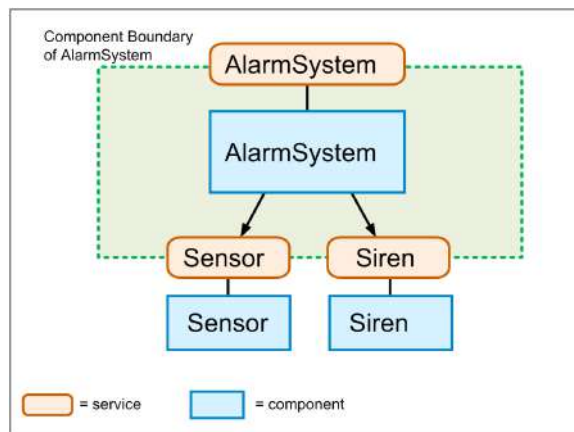 Component Boundary
of AlarmSystem
AlarmSystem
AlarmSystem
Sensor Siren
Sensor Siren
= service = component